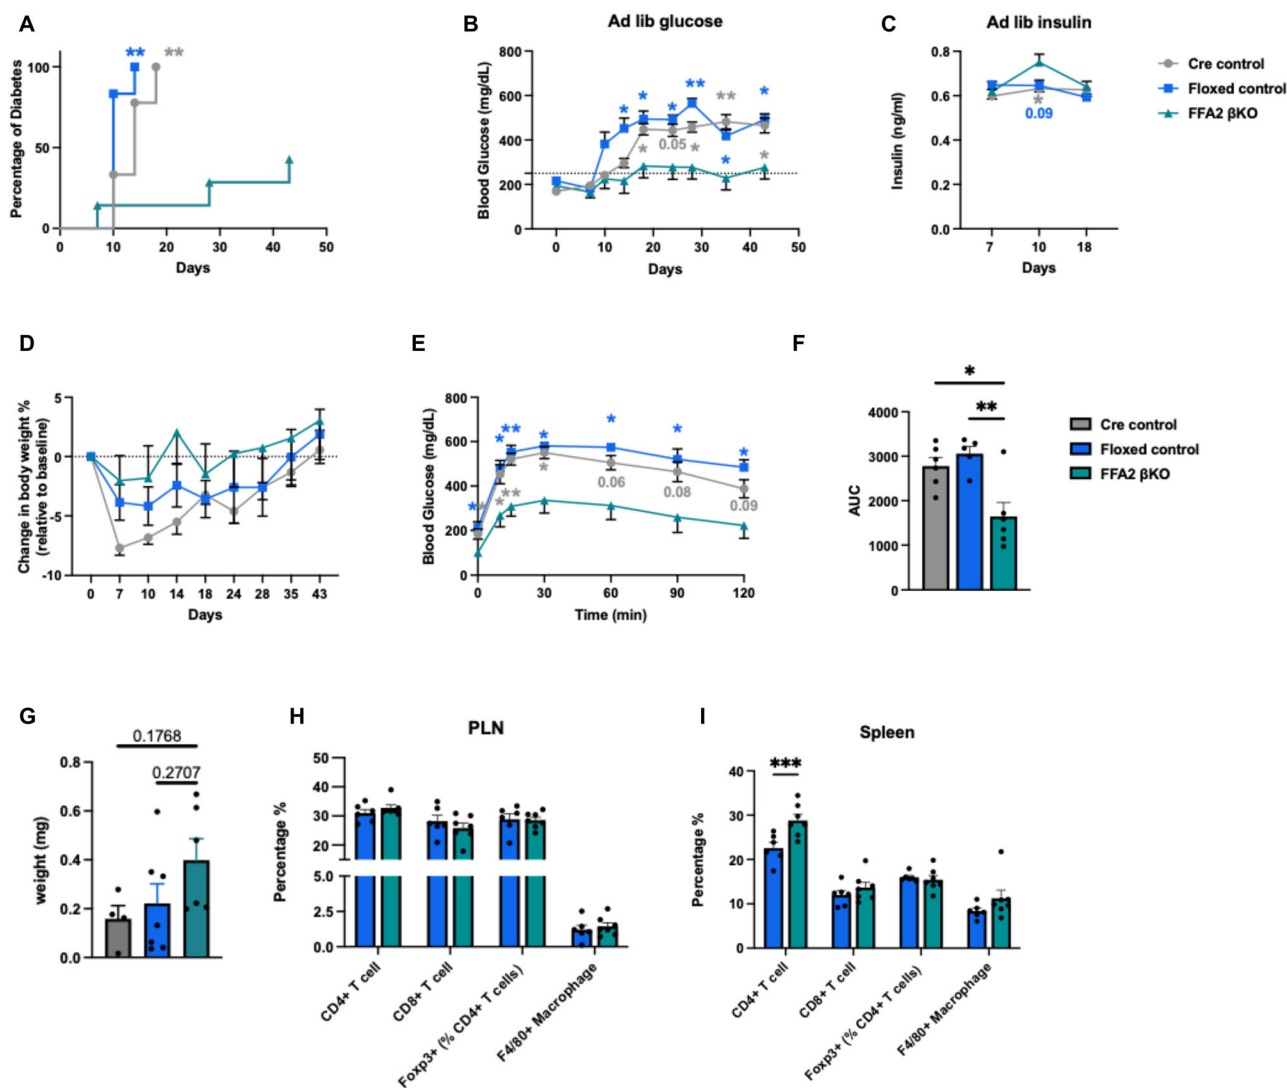 A
Percentage of Diabetes
100
50
0
0
10
20
30
40
50
Days
**
**
B
Ad lib glucose
Blood Glucose (mg/dL)
800
600
400
200
0
0
10
20
30
40
50
Days
*
*
*
**
**
*
*
0.05
*
*
*
C
Ad lib insulin
Insulin (ng/ml)
0.8
0.6
0.4
0.2
0.0
7
10
18
Days
*
0.09
Cre control
Floxed control
FFA2 βKO
D
Change in body weight %
(relative to baseline)
5
0
-5
-10
0
7
10
14
18
24
28
35
43
Days
E
Blood Glucose (mg/dL)
800
600
400
200
0
0
30
60
90
120
Time (min)
*
*
**
*
*
*
*
*
*
**
*
0.06
0.08
0.09
F
AUC
4000
3000
2000
1000
0
*
**
Cre control
Floxed control
FFA2 βKO
G
weight (mg)
0.8
0.6
0.4
0.2
0.0
0.1768
0.2707
H
PLN
Percentage %
50
40
30
20
5.0
2.5
0.0
CD4+ T cell
CD8+ T cell
Foxp3+ (% CD4+ T cells)
F4/80+ Macrophage
I
Spleen
Percentage %
40
30
20
10
0
***
CD4+ T cell
CD8+ T cell
Foxp3+ (% CD4+ T cells)
F4/80+ Macrophage